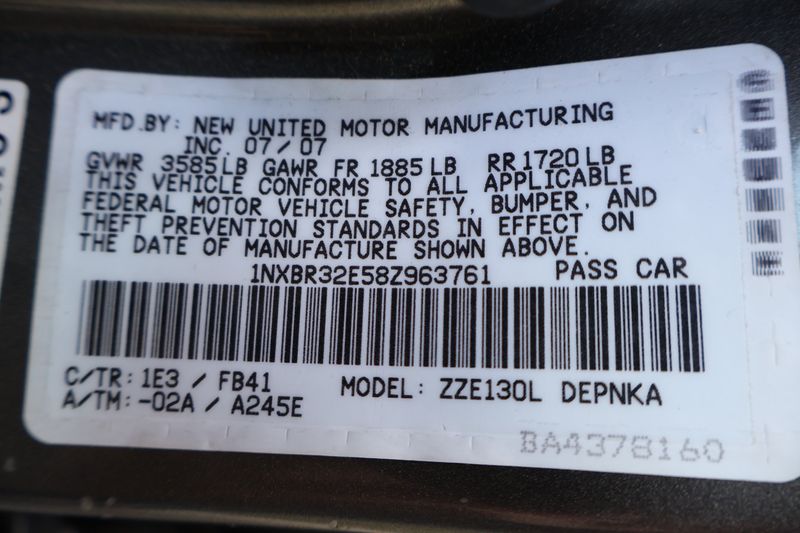 MFD.BY: NEW UNITED MOTOR MANUFACTURING
INC. 07/07
GVWR 3585LB GAWR FR 1885LB RR1720LB
THIS VEHICLE CONFORMS TO ALL APPLICABLE
FEDERAL MOTOR VEHICLE SAFETY, BUMPER, AND
THEFT PREVENTION STANDARDS IN EFFECT ON
THE DATE OF MANUFACTURE SHOWN ABOVE.
1NXBR32E58Z963761 PASS CAR
C/TR: 1E3 / FB41 MODEL: ZZE130L DEPNKA
A/TM: -02A / A245E
BA4378160